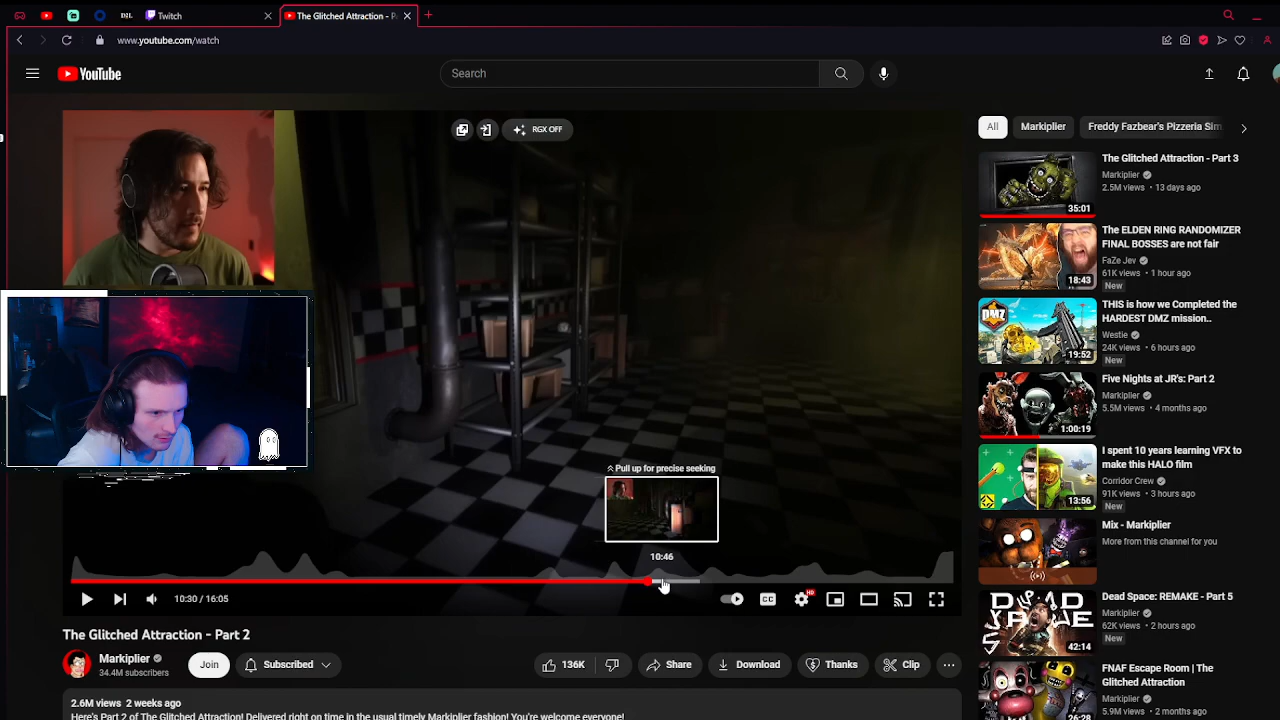 Twitch
The Glitched Attraction - P
www.youtube.com/watch
YouTube
Search
RGX OFF
Pull up for precise seeking
10:46
10:30 / 16:05
CC
HD
The Glitched Attraction - Part 2
Markiplier
34.4M subscribers
Join
Subscribed
136K
Share
Download
Thanks
Clip
2.6M views 2 weeks ago
Here's Part 2 of The Glitched Attraction! Delivered right on time in the usual timely Markiplier fashion! You're welcome everyone!
All
Markiplier
Freddy Fazbear's Pizzeria Sim
35:01
The Glitched Attraction - Part 3
Markiplier
2.5M views • 13 days ago
18:43
The ELDEN RING RANDOMIZER
FINAL BOSSES are not fair
FaZe Jev
61K views • 1 hour ago
New
DMZ
19:52
THIS is how we Completed the
HARDEST DMZ mission..
Westie
24K views • 6 hours ago
New
1:00:19
Five Nights at JR's: Part 2
Markiplier
5.5M views • 4 months ago
13:56
I spent 10 years learning VFX to
make this HALO film
Corridor Crew
91K views • 3 hours ago
New
Mix - Markiplier
More from this channel for you
DEAD
42:14
Dead Space: REMAKE - Part 5
Markiplier
62K views • 2 hours ago
New
26:28
FNAF Escape Room | The
Glitched Attraction
Markiplier
5.9M views • 2 months ago